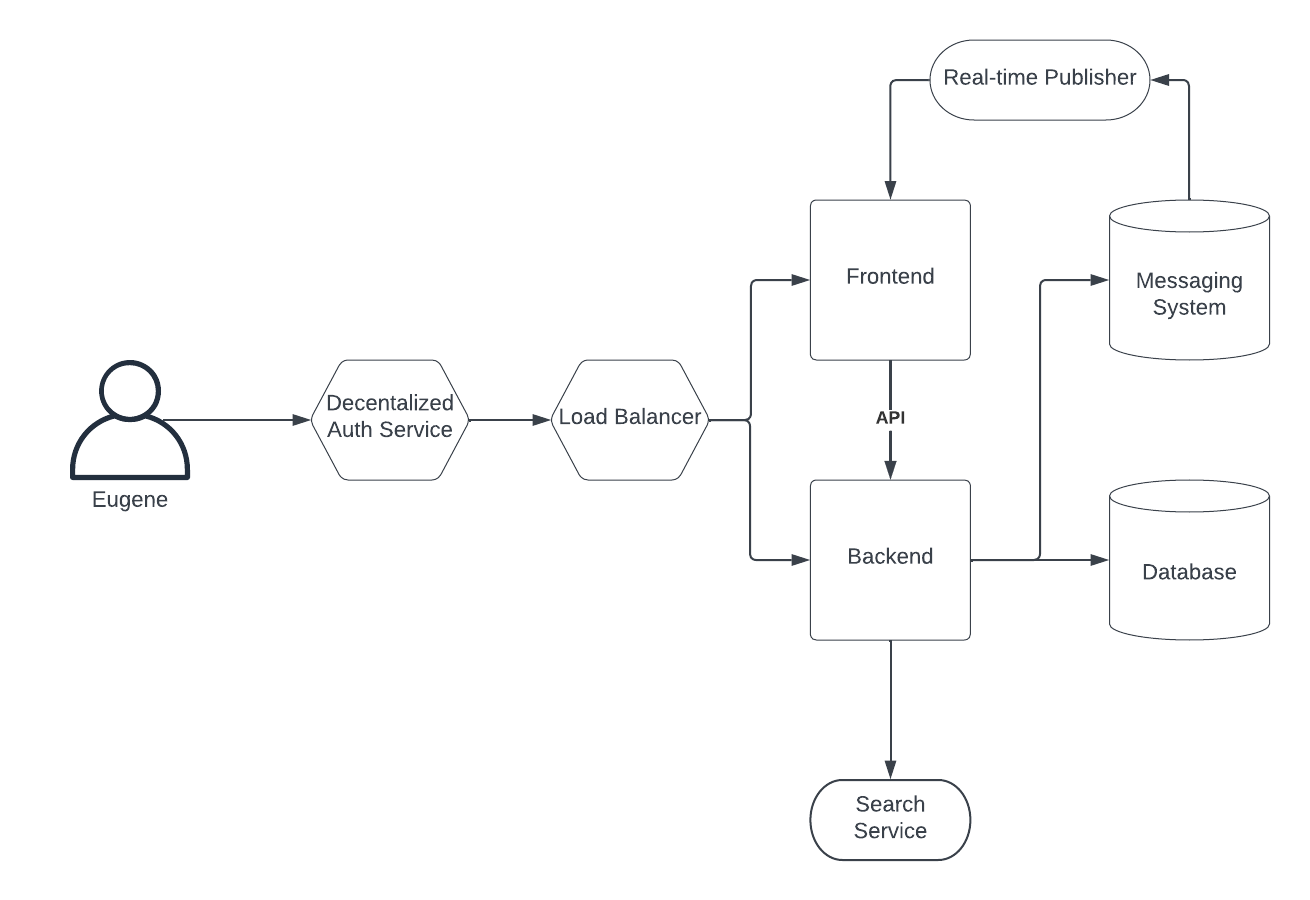 Real-time Publisher
Frontend
Messaging
System
Decentalized
Auth Service
Load Balancer
API
Eugene
Backend
Database
Search
Service